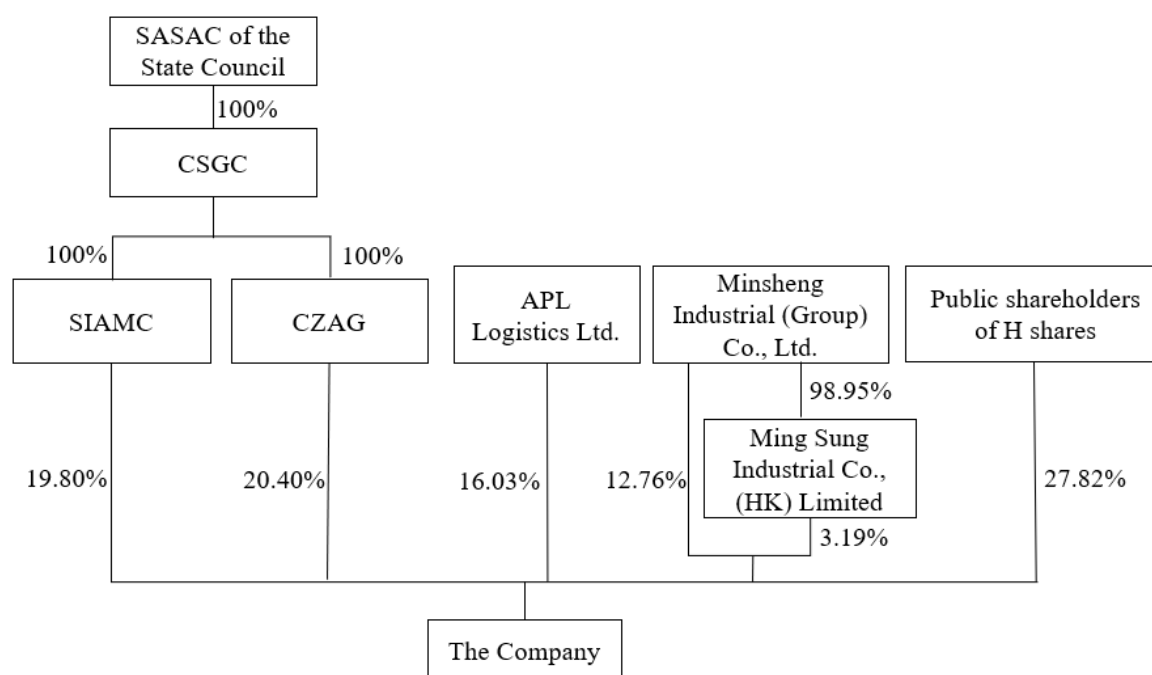 SASAC of the
State Council
100%
CSGC
100%
100%
SIAMC
CZAG
APL
Logistics Ltd.
Minsheng
Industrial (Group)
Co., Ltd.
Public shareholders
of H shares
98.95%
Ming Sung
Industrial Co.,
(HK) Limited
19.80%
20.40%
16.03%
12.76%
27.82%
3.19%
The Company